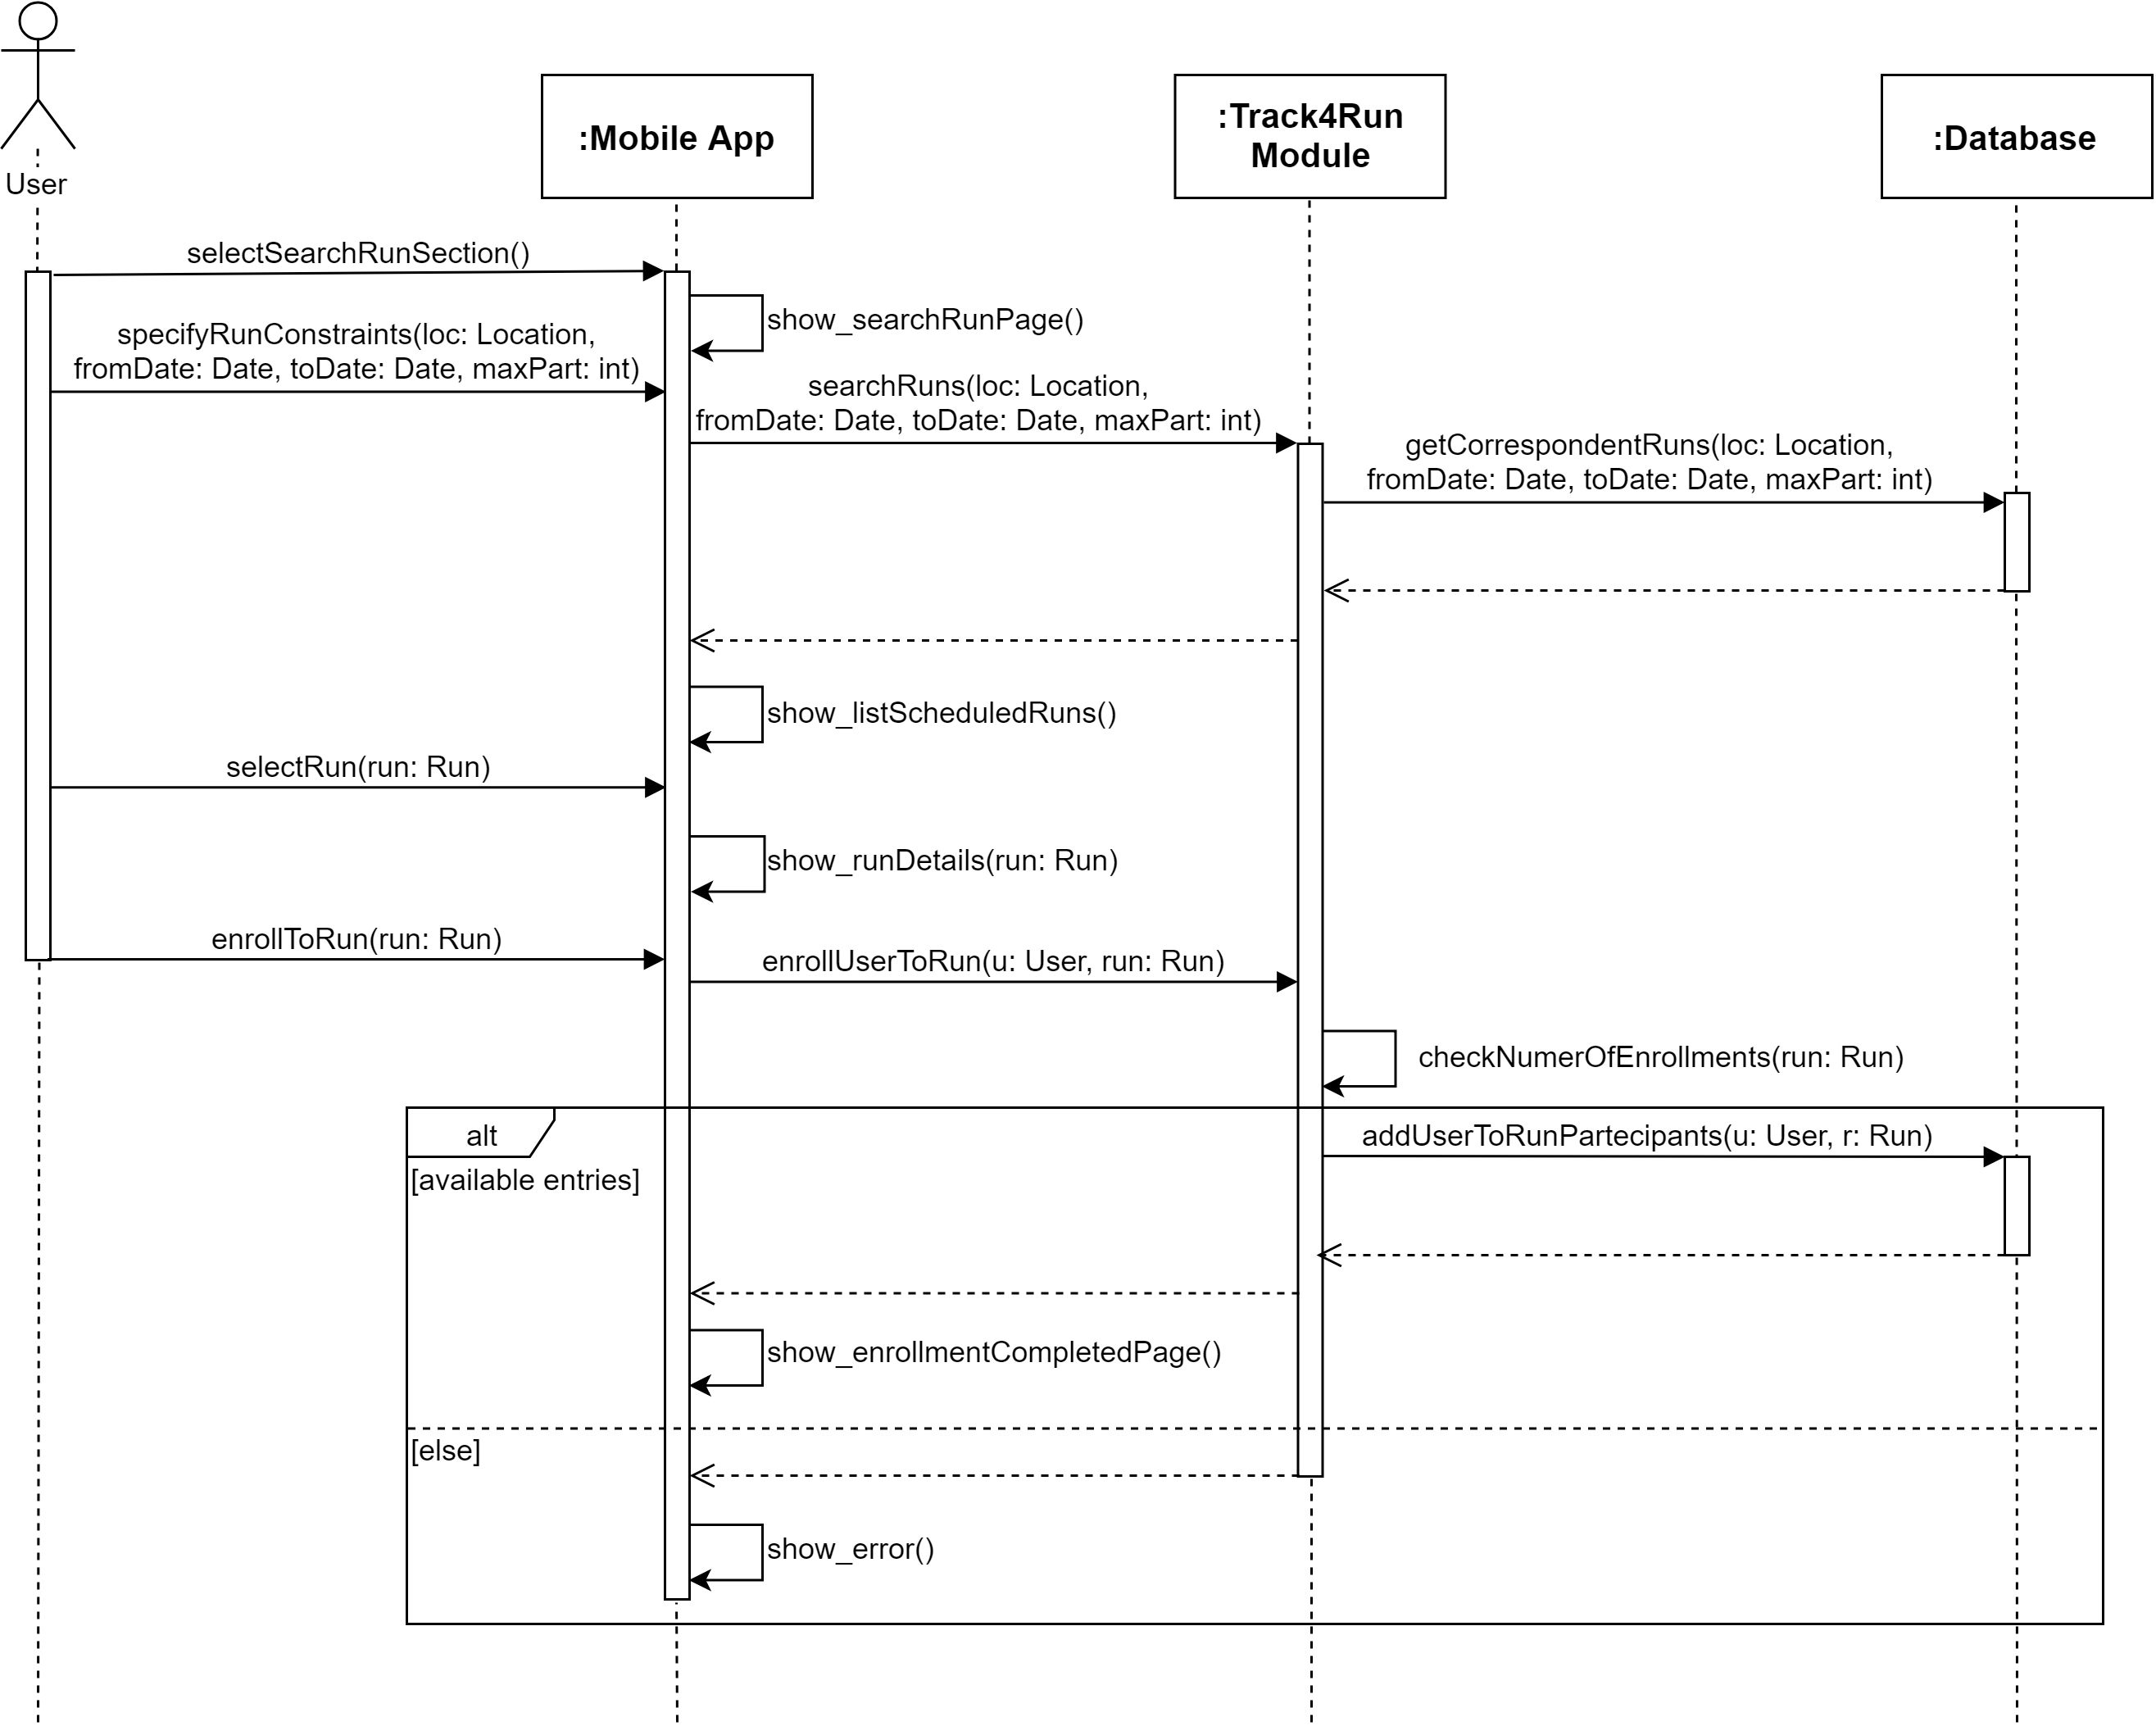 User
:Mobile App
:Track4Run
Module
:Database
selectSearchRunSection()
show_searchRunPage()
specifyRunConstraints(loc: Location,
fromDate: Date, toDate: Date, maxPart: int)
searchRuns(loc: Location,
fromDate: Date, toDate: Date, maxPart: int)
getCorrespondentRuns(loc: Location,
fromDate: Date, toDate: Date, maxPart: int)
show_listScheduledRuns()
selectRun(run: Run)
show_runDetails(run: Run)
enrollToRun(run: Run)
enrollUserToRun(u: User, run: Run)
checkNumerOfEnrollments(run: Run)
alt
addUserToRunPartecipants(u: User, r: Run)
[available entries]
show_enrollmentCompletedPage()
[else]
show_error()